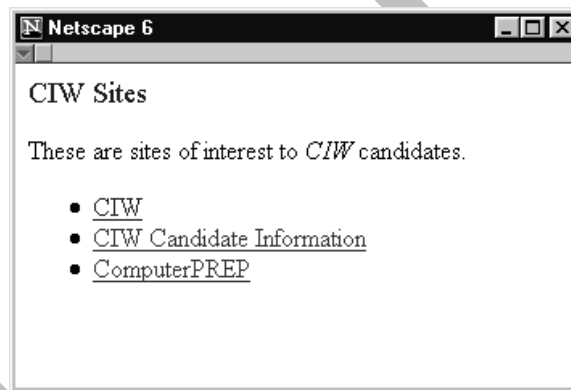 Netscape 6
CIW Sites
These are sites of interest to CIW candidates.
CIW
CIW Candidate Information
ComputerPREP